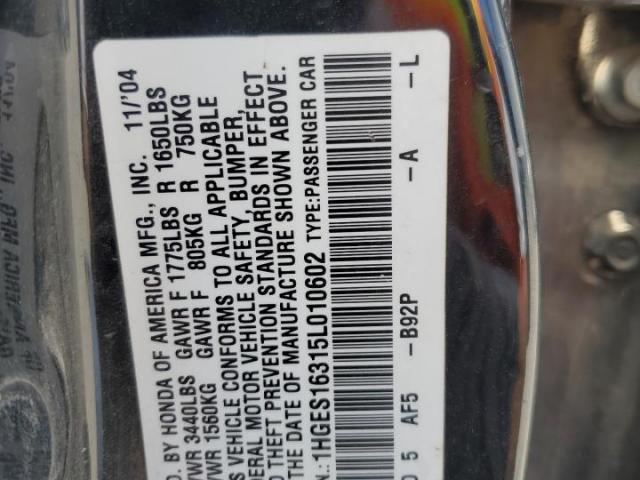 D. BY HONDA OF AMERICA MFG., INC. 11/'04
VWR 3440LBS GAWR F 1775LBS R 1650LBS
VWR 1560KG GAWR F 805KG R 750KG
S VEHICLE CONFORMS TO ALL APPLICABLE
DERAL MOTOR VEHICLE SAFETY, BUMPER,
D THEFT PREVENTION STANDARDS IN EFFECT
THE DATE OF MANUFACTURE SHOWN ABOVE.
N: 1HGES16315L010602 TYPE:PASSENGER CAR
0 5 AF5 -B92P -A -L